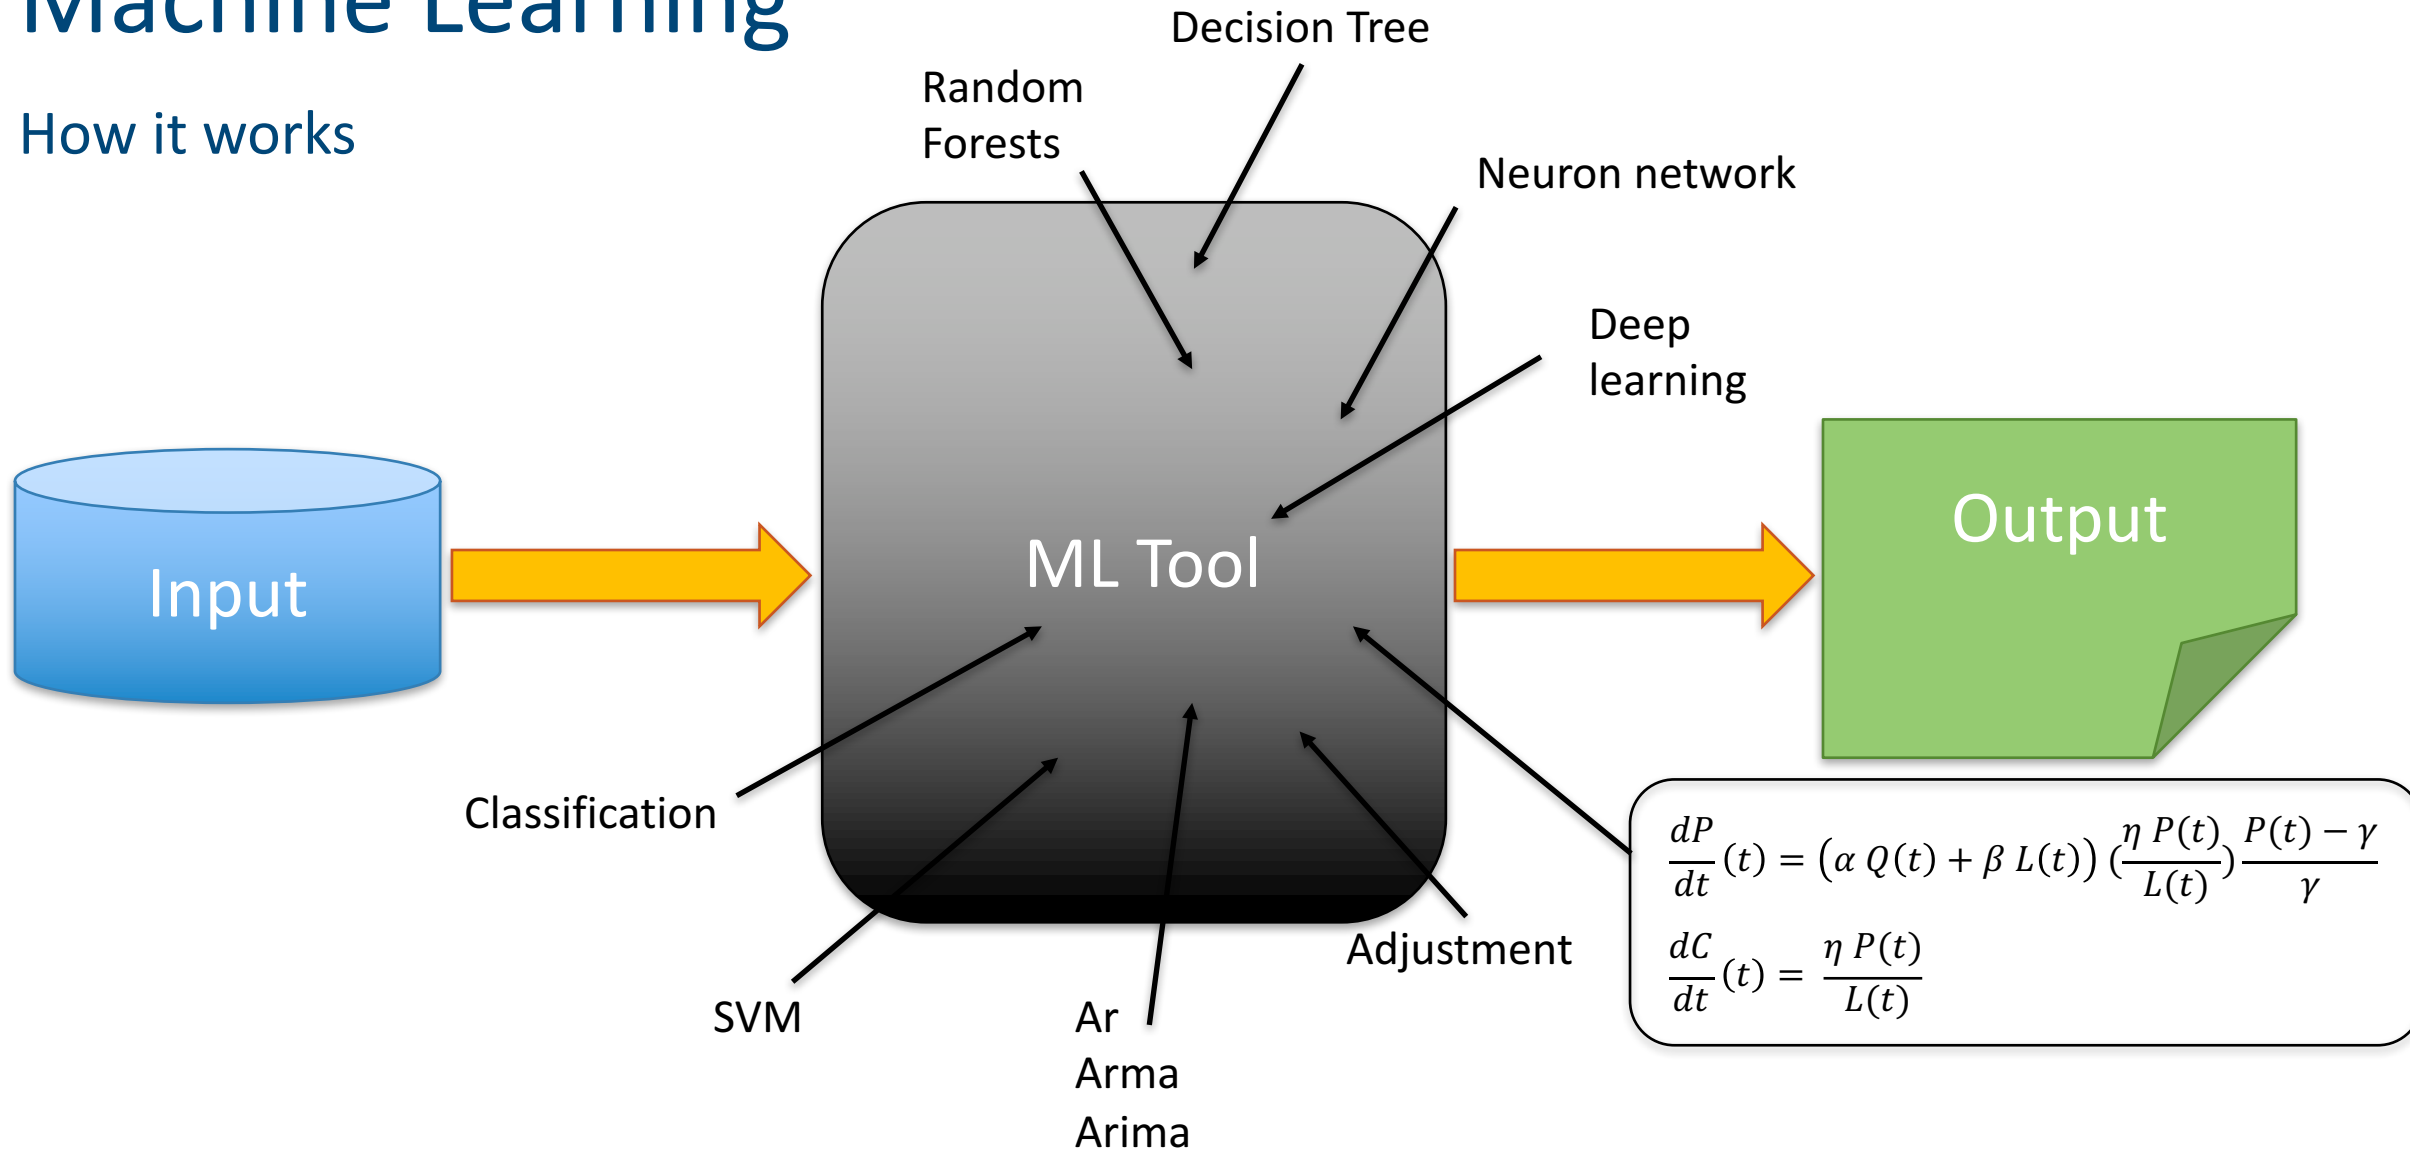 Machine Learning
How it works
Decision Tree
Random
Forests
Neuron network
Deep
learning
Input
ML Tool
Output
Classification
SVM
Ar
Arma
Arima
Adjustment
dP/dt (t) = (α Q(t) + β L(t)) (η P(t)/L(t)) P(t) − γ/γ
dC/dt (t) = η P(t)/L(t)